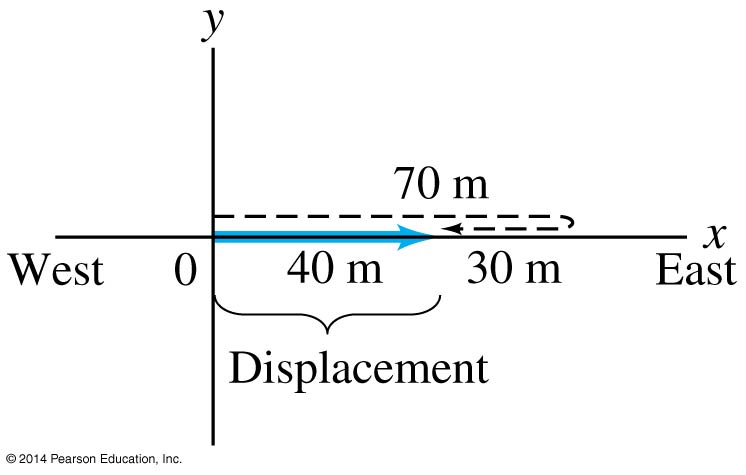 y
70 m
x
West 0 40 m 30 m East
Displacement
© 2014 Pearson Education, Inc.